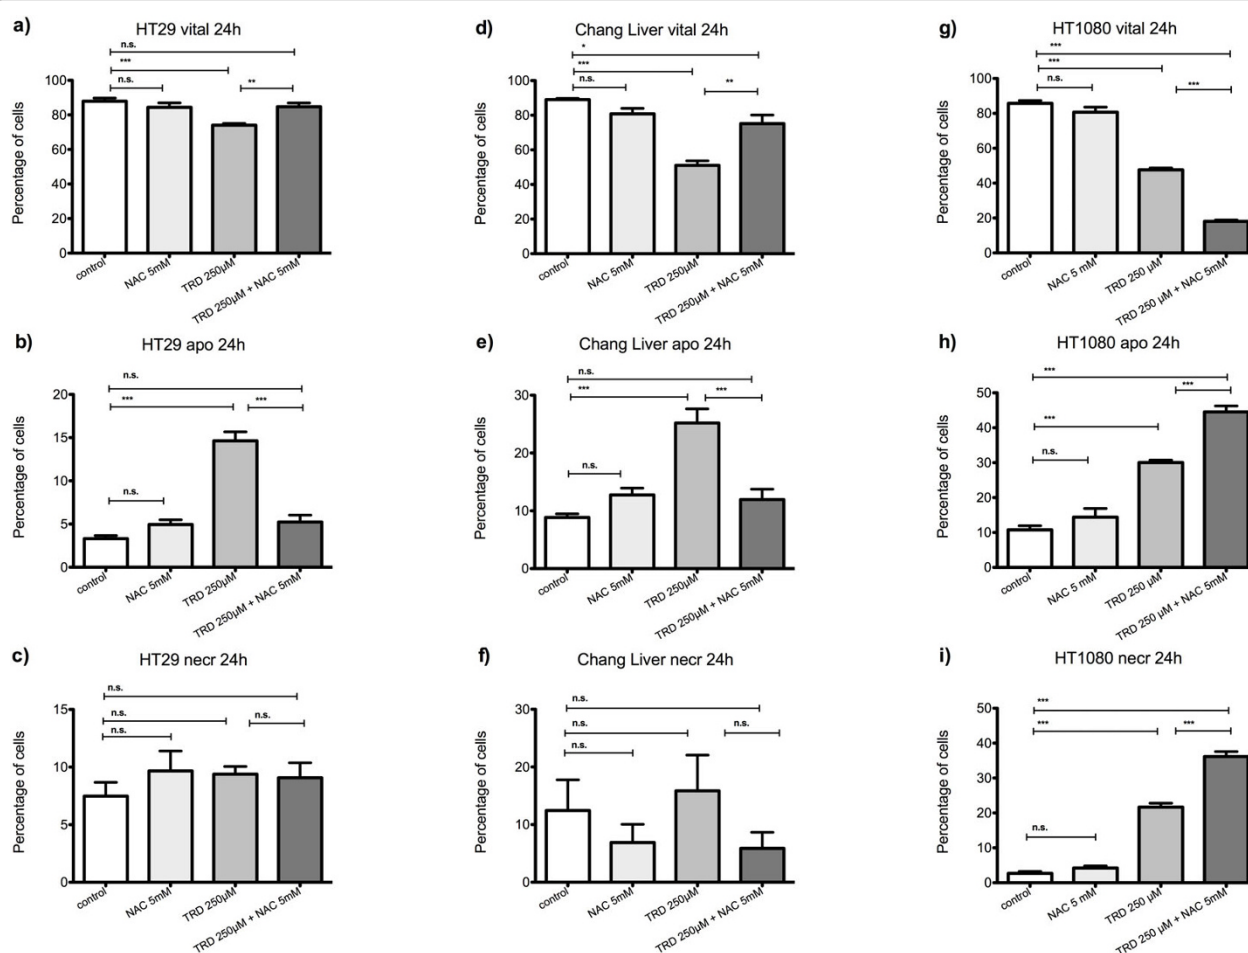 a)
HT29 vital 24h
n.s.
***
n.s.
**
Percentage of cells
100
80
60
40
20
0
control
NAC 5mM
TRD 250µM
TRD 250µM + NAC 5mM
b)
HT29 apo 24h
n.s.
***
***
n.s.
Percentage of cells
20
15
10
5
0
control
NAC 5mM
TRD 250µM
TRD 250µM + NAC 5mM
c)
HT29 necr 24h
n.s.
n.s.
n.s.
n.s.
Percentage of cells
15
10
5
0
control
NAC 5mM
TRD 250µM
TRD 250µM + NAC 5mM
d)
Chang Liver vital 24h
*
***
n.s.
**
Percentage of cells
100
80
60
40
20
0
control
NAC 5mM
TRD 250µM
TRD 250µM + NAC 5mM
e)
Chang Liver apo 24h
n.s.
***
***
n.s.
Percentage of cells
30
20
10
0
control
NAC 5mM
TRD 250µM
TRD 250µM + NAC 5mM
f)
Chang Liver necr 24h
n.s.
n.s.
n.s.
n.s.
Percentage of cells
30
20
10
0
control
NAC 5mM
TRD 250µM
TRD 250µM + NAC 5mM
g)
HT1080 vital 24h
***
***
n.s.
***
Percentage of cells
100
80
60
40
20
0
control
NAC 5 mM
TRD 250 µM
TRD 250 µM + NAC 5mM
h)
HT1080 apo 24h
***
***
***
n.s.
Percentage of cells
50
40
30
20
10
0
control
NAC 5 mM
TRD 250 µM
TRD 250 µM + NAC 5mM
i)
HT1080 necr 24h
***
***
***
n.s.
Percentage of cells
50
40
30
20
10
0
control
NAC 5 mM
TRD 250 µM
TRD 250 µM + NAC 5mM